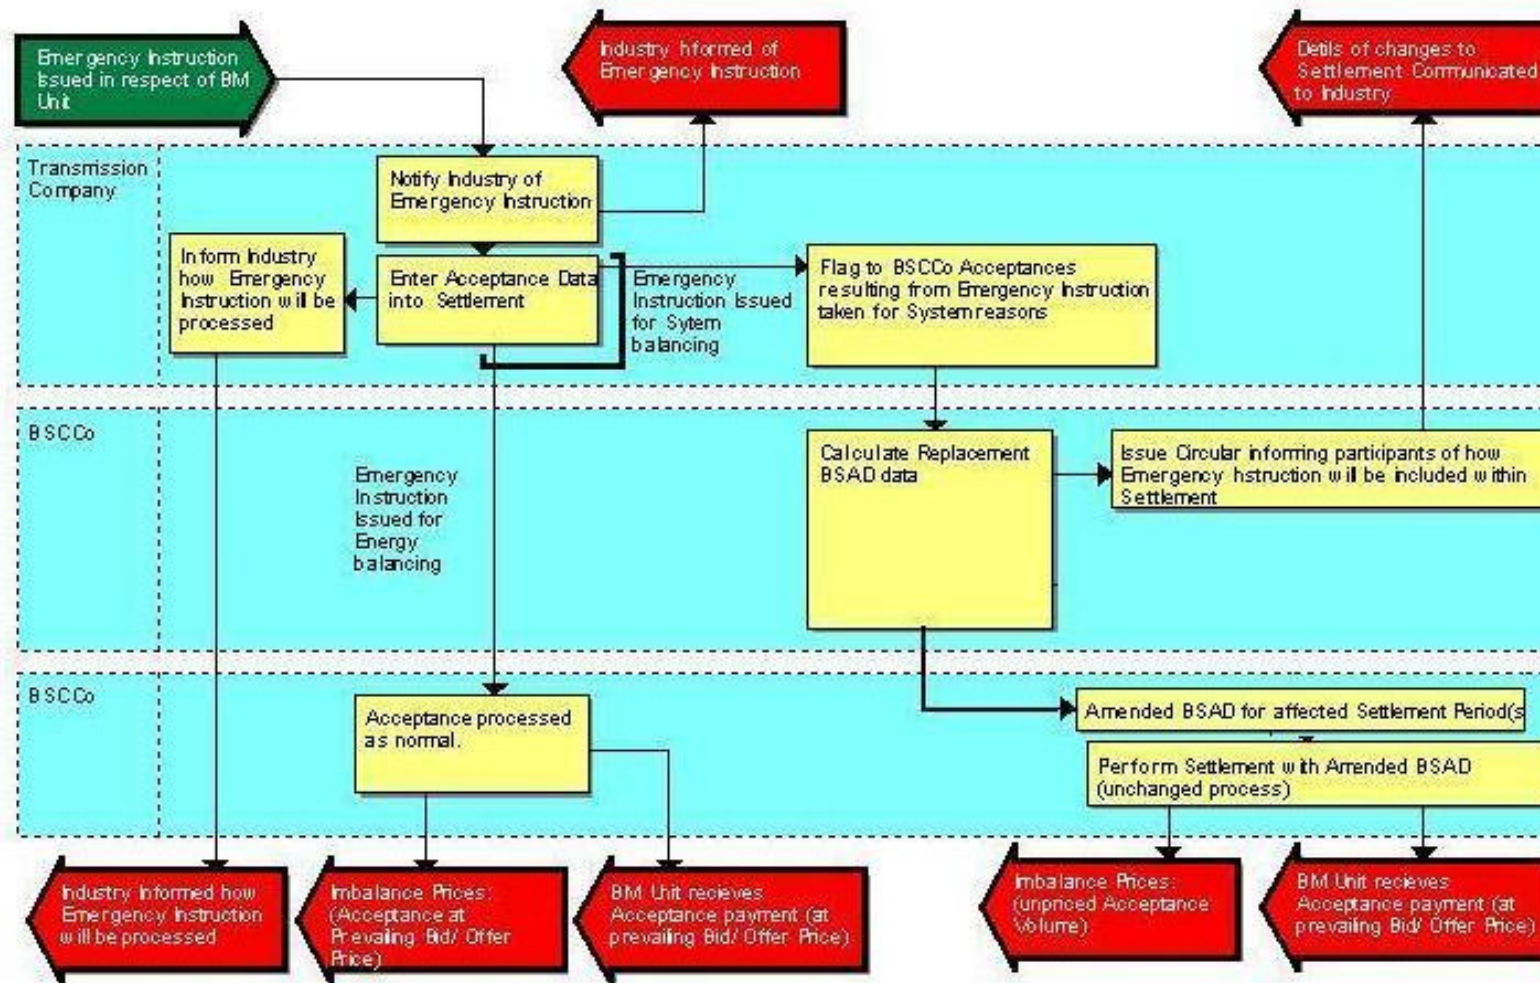 Emergency Instruction
Issued in respect of BM
Unit
Industry Informed of
Emergency Instruction
Detils of changes to
Settlement Communicated
to Industry
Transmission
Company
Notify Industry of
Emergency Instruction
Inform Industry
how Emergency
Instruction will be
processed
Enter Acceptance Data
into Settlement
Emergency
Instruction Issued
for Sytem
balancing
Flag to BSCCo Acceptances
resulting from Emergency Instruction
taken for System reasons
BSCCo
Emergency
Instruction
Issued for
Energy
balancing
Calculate Replacement
BSAD data
Issue Circular informing participants of how
Emergency Instruction will be included within
Settlement
BSCCo
Acceptance processed
as normal.
Amended BSAD for affected Settlement Period(s
Perform Settlement with Amended BSAD
(unchanged process)
Industry Informed how
Emergency Instruction
will be processed
Imbalance Prices:
(Acceptance at
Prevailing Bid/ Offer
Price)
BM Unit recieves
Acceptance payment (at
prevailing Bid/ Offer Price)
Imbalance Prices:
(unpriced Acceptance
Volume)
BM Unit recieves
Acceptance payment (at
prevailing Bid/ Offer Price)